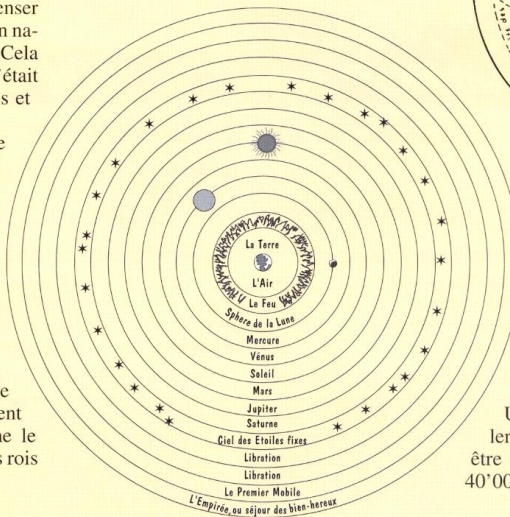 enser
n na-
Cela
'était
s et
e
La Terre
L'Air
Le Feu
Sphere de la Lune
Mercure
Vénus
Soleil
Mars
Jupiter
Saturne
Ciel des Etoiles fixes
Libration
Libration
Le Premier Mobile
L'Empirée, ou séjour des bien-hereux
e
ent
ne le
s rois
U
ler
être
40'00